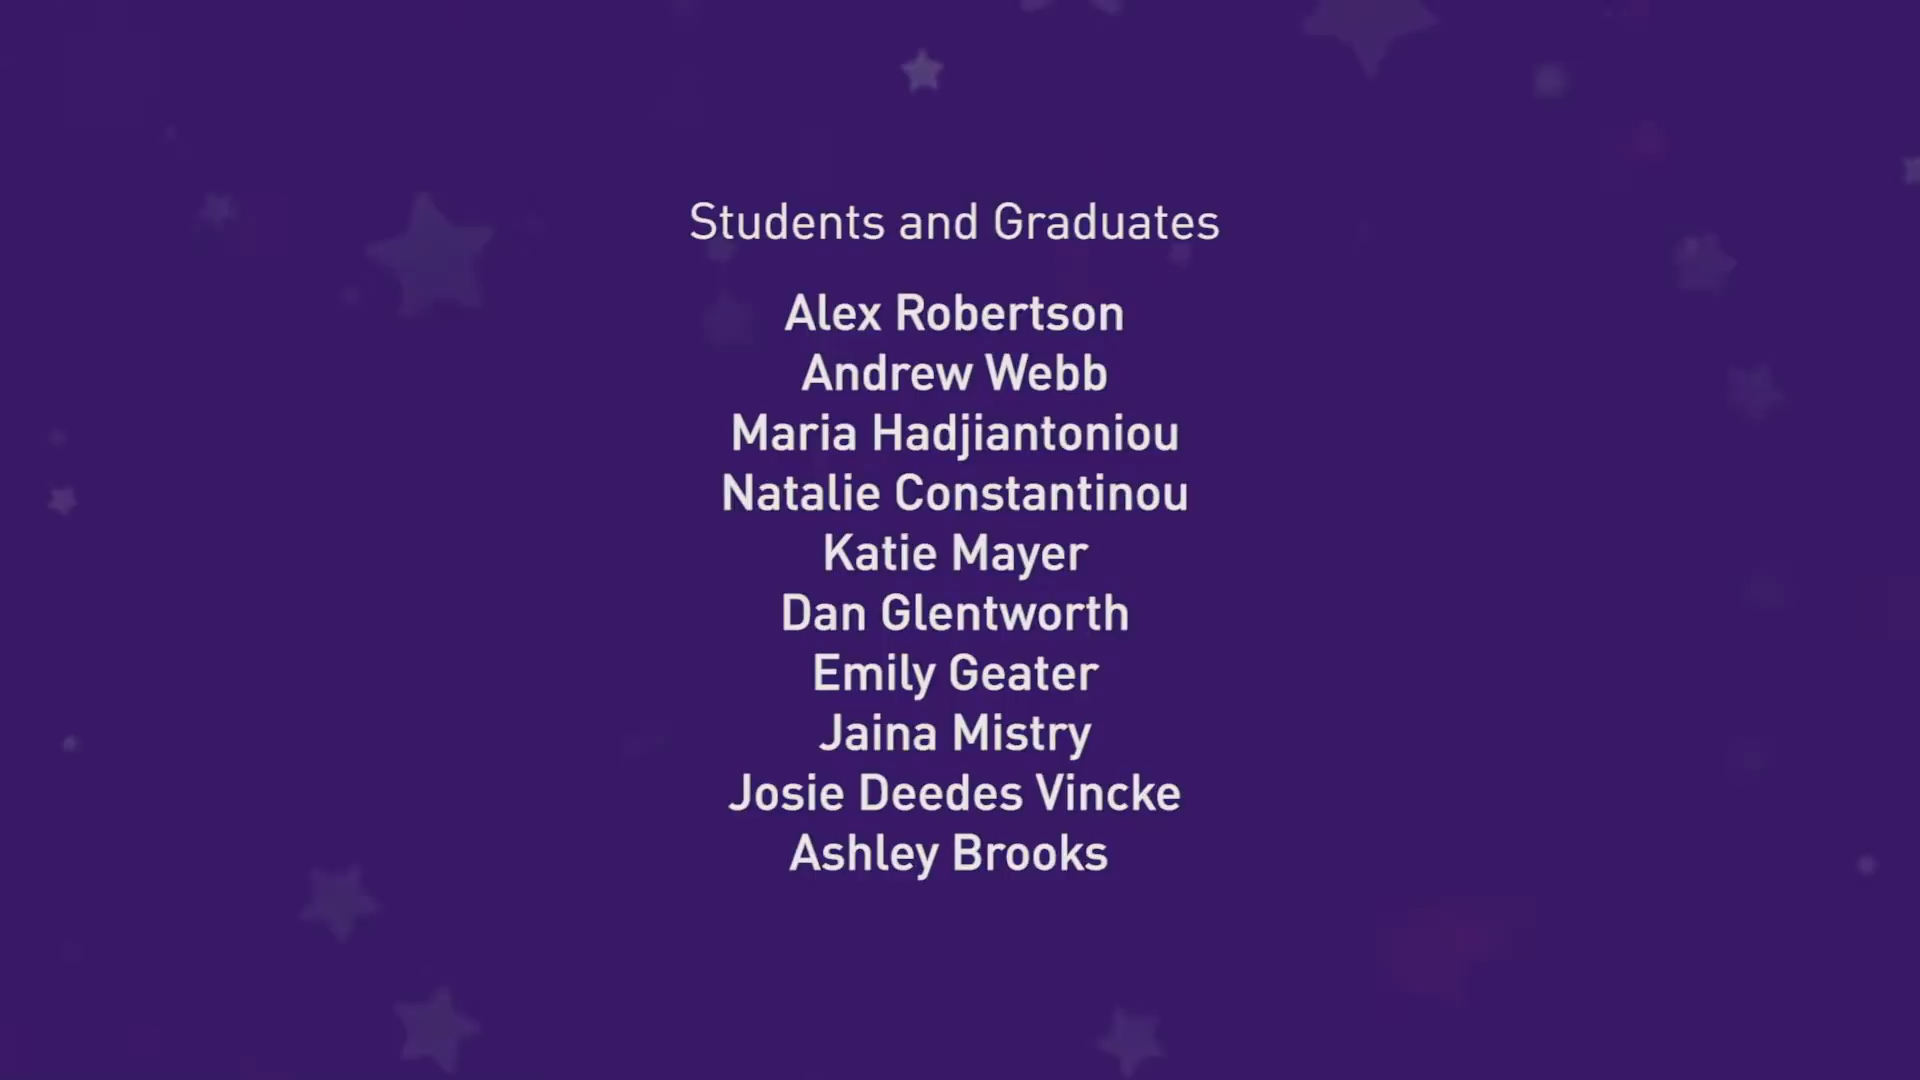 Students and Graduates
Alex Robertson
Andrew Webb
Maria Hadjiantoniou
Natalie Constantinou
Katie Mayer
Dan Glentworth
Emily Geater
Jaina Mistry
Josie Deedes Vincke
Ashley Brooks